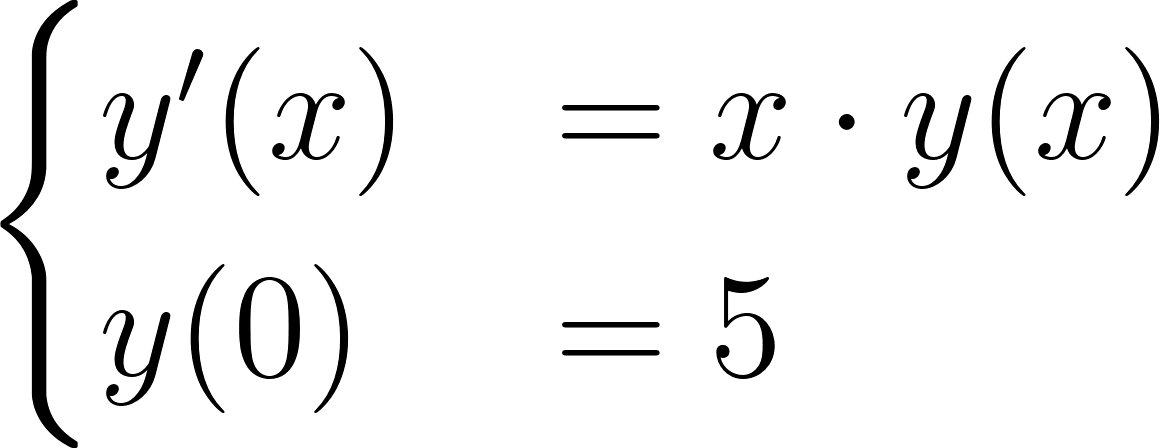 y′(x) = x · y(x)
y(0) = 5